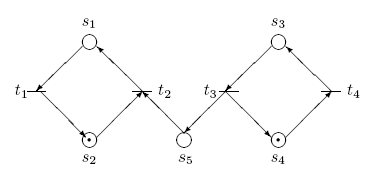 s₁ s₃
t₁ t₂ t₃ t₄
s₂ s₅ s₄